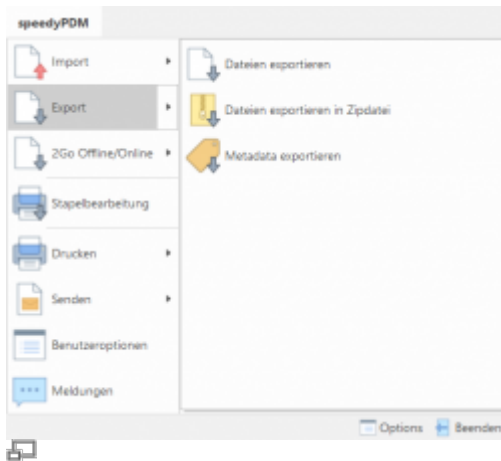 speedyPDM
Import
Export
2Go Offline/Online
Stapelbearbeitung
Drucken
Senden
Benutzeroptionen
Meldungen
Dateien exportieren
Dateien exportieren in Zipdatei
Metadata exportieren
Options
Beenden